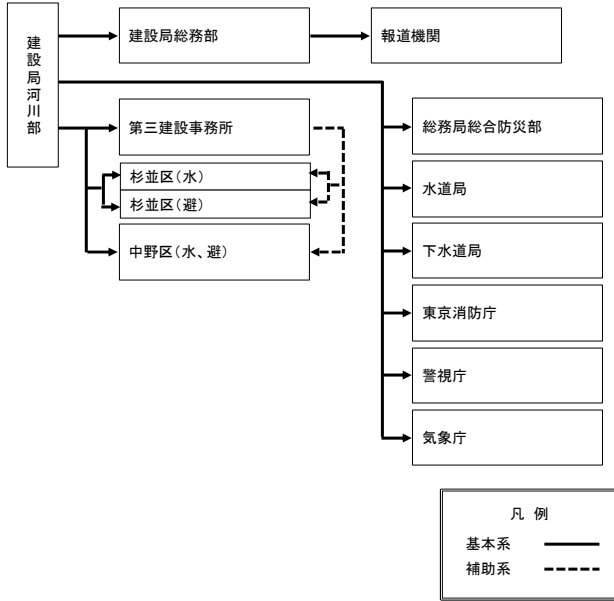 建設局河川部
建設局総務部
報道機関
第三建設事務所
杉並区(水)
杉並区(避)
中野区(水、避)
総務局総合防災部
水道局
下水道局
東京消防庁
警視庁
気象庁
凡 例
基本系
補助系